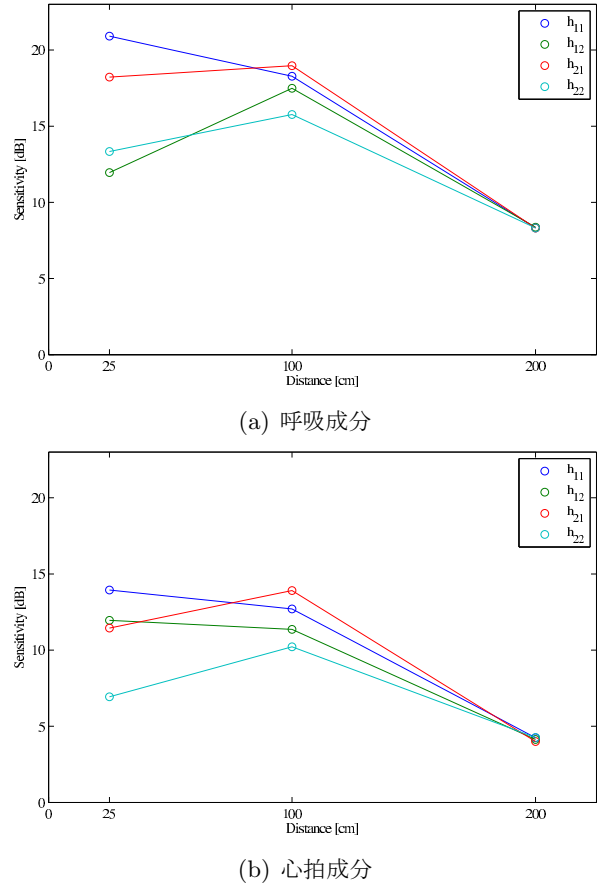 h11
h12
h21
h22
20
15
10
5
0
Sensitivity [dB]
0 25 100 200
Distance [cm]
(a) 呼吸成分
h11
h12
h21
h22
20
15
10
5
0
Sensitivity [dB]
0 25 100 200
Distance [cm]
(b) 心拍成分